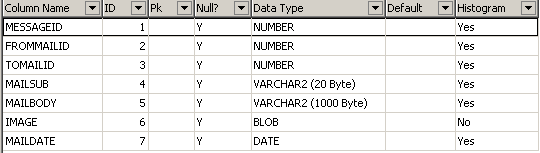 Column Name ID Pk Null? Data Type Default Histogram
MESSAGEID 1 Y NUMBER Yes
FROMMAILID 2 Y NUMBER Yes
TOMAILID 3 Y NUMBER Yes
MAILSUB 4 Y VARCHAR2 (20 Byte) Yes
MAILBODY 5 Y VARCHAR2 (1000 Byte) Yes
IMAGE 6 Y BLOB No
MAILDATE 7 Y DATE Yes